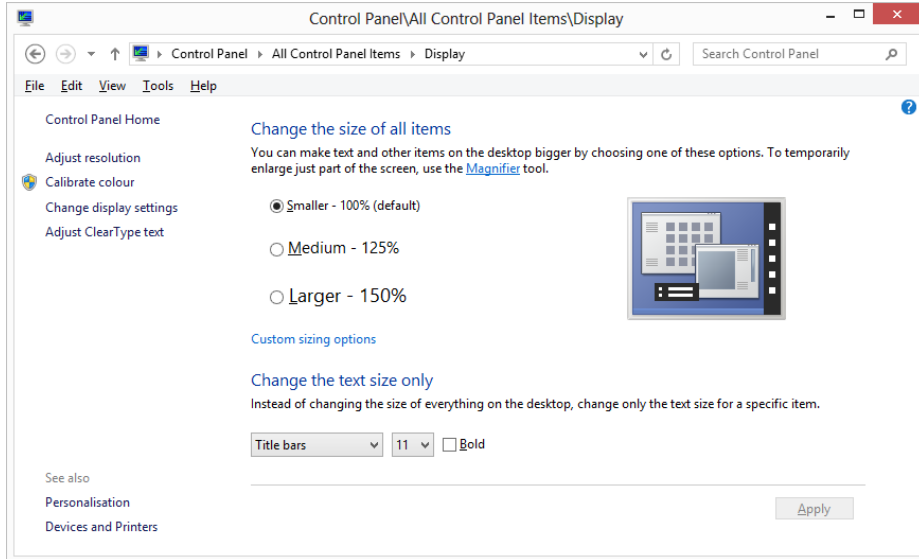 Control Panel\All Control Panel Items\Display
Control Panel All Control Panel Items Display
Search Control Panel
File Edit View Tools Help
Control Panel Home
Adjust resolution
Calibrate colour
Change display settings
Adjust ClearType text
Change the size of all items
You can make text and other items on the desktop bigger by choosing one of these options. To temporarily
enlarge just part of the screen, use the Magnifier tool.
Smaller - 100% (default)
Medium - 125%
Larger - 150%
Custom sizing options
Change the text size only
Instead of changing the size of everything on the desktop, change only the text size for a specific item.
Title bars 11 Bold
See also
Personalisation
Devices and Printers
Apply